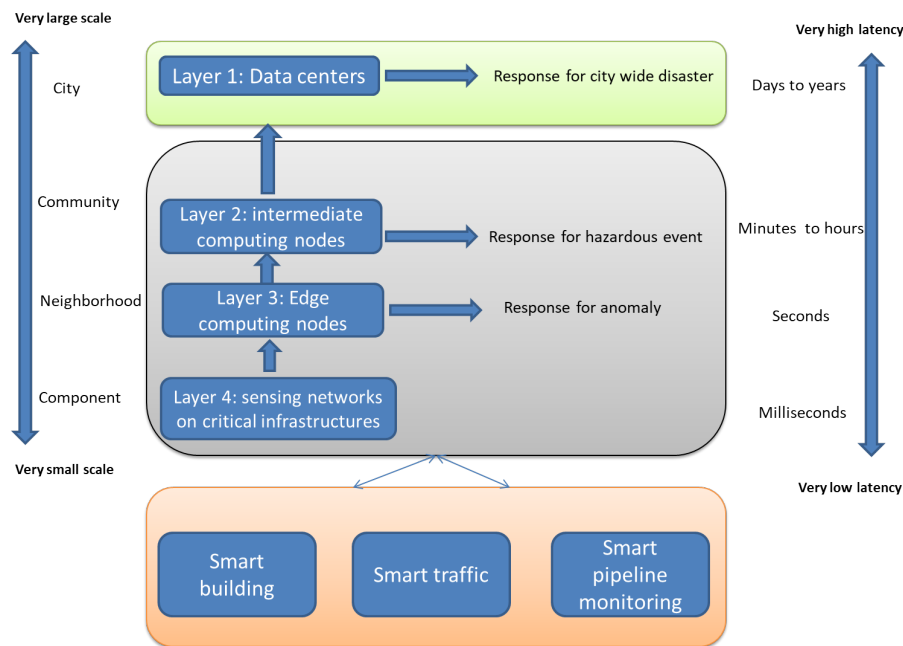 Very large scale
Very high latency
City
Layer 1: Data centers
Response for city wide disaster
Days to years
Community
Layer 2: intermediate
computing nodes
Response for hazardous event
Minutes to hours
Neighborhood
Layer 3: Edge
computing nodes
Response for anomaly
Seconds
Component
Layer 4: sensing networks
on critical infrastructures
Milliseconds
Very small scale
Very low latency
Smart
building
Smart traffic
Smart
pipeline
monitoring